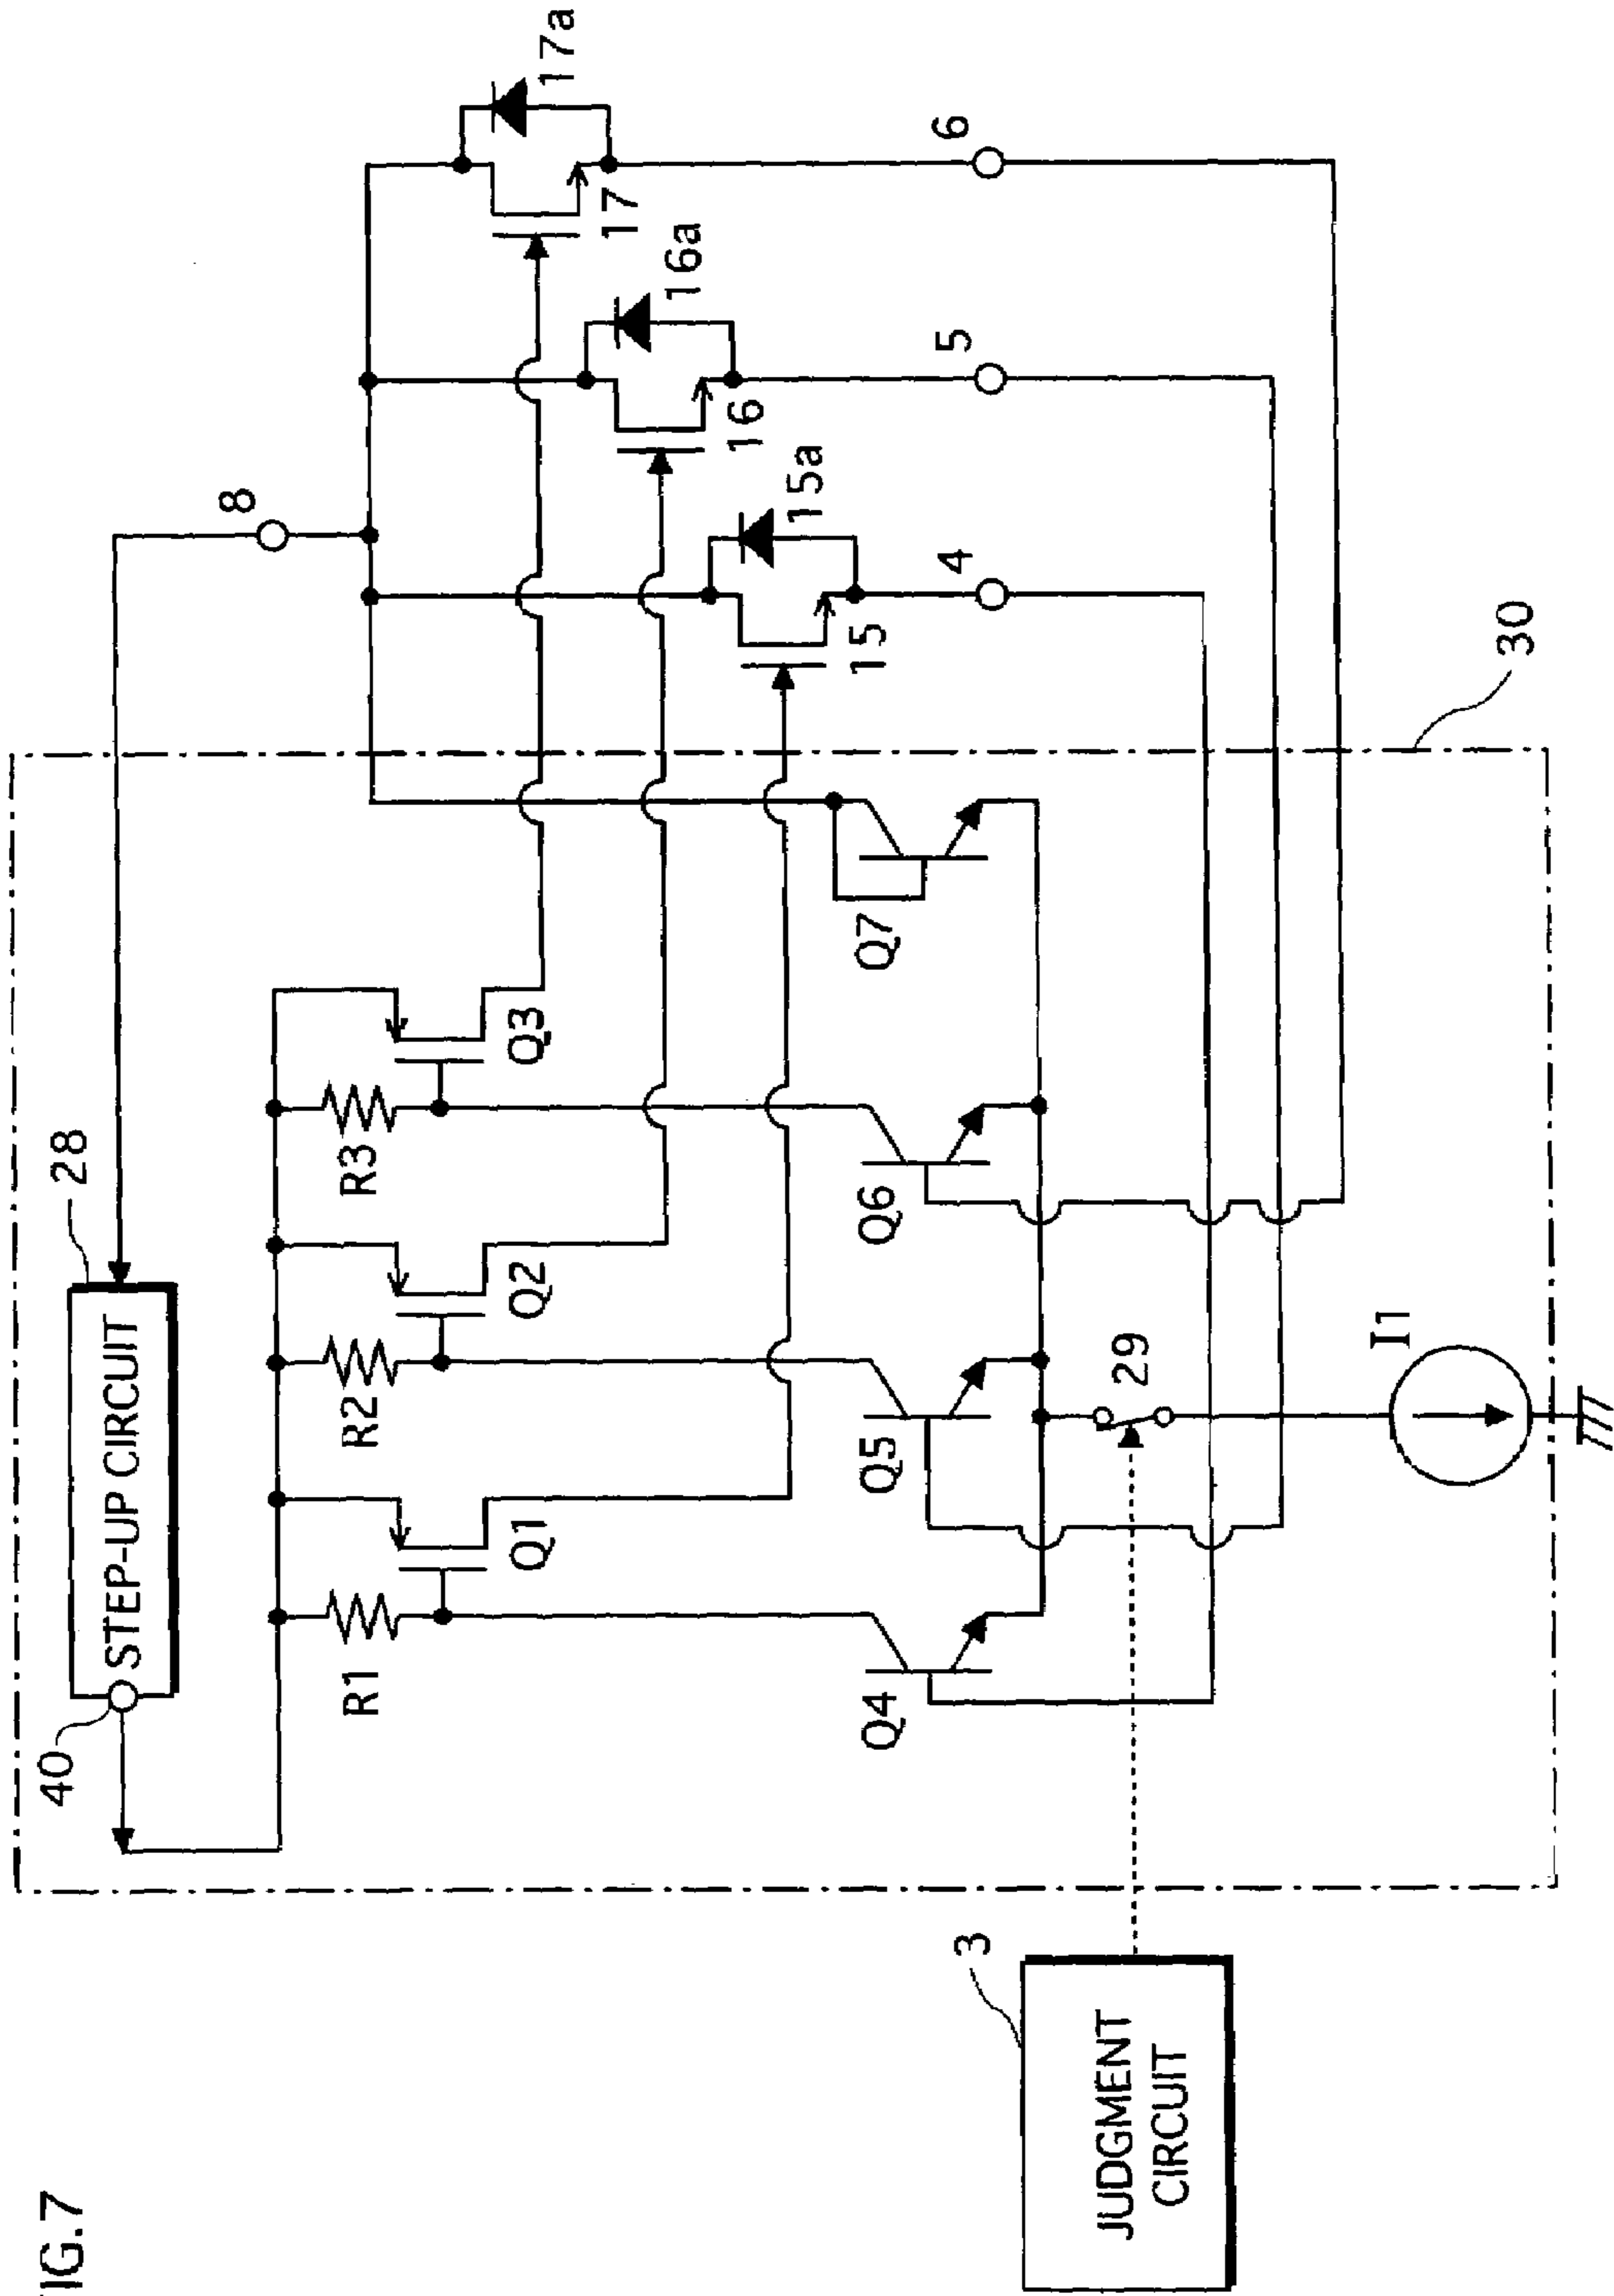 IG.7
28
40
STEP-UP CIRCUIT
8
R1
R2
R3
Q1
Q2
Q3
17a
17
16a
16
15a
15
4
5
6
Q4
Q5
Q6
Q7
29
I1
30
3
JUDGMENT
CIRCUIT